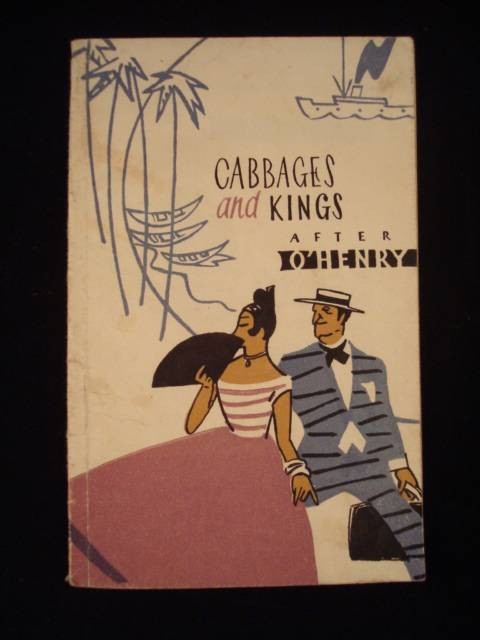 CABBAGES
and KINGS
AFTER
O'HENRY